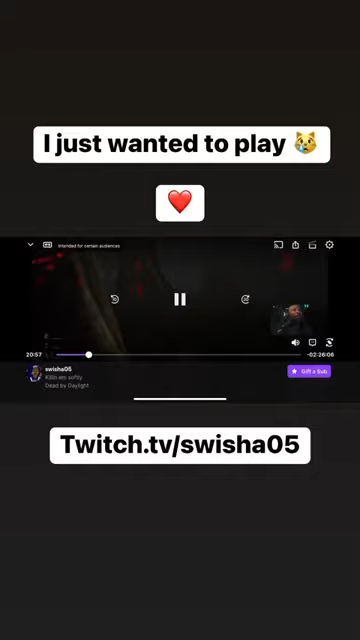 I just wanted to play 😿
❤️
Intended for certain audiences
20:57
-02:26:06
swisha05
Killin em softly
Dead by Daylight
Gift a Sub
Twitch.tv/swisha05